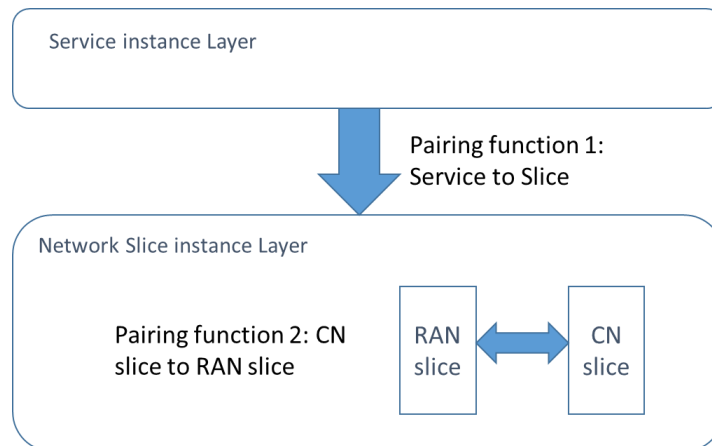 Service instance Layer
Pairing function 1:
Service to Slice
Network Slice instance Layer
Pairing function 2: CN
slice to RAN slice
RAN
slice
CN
slice